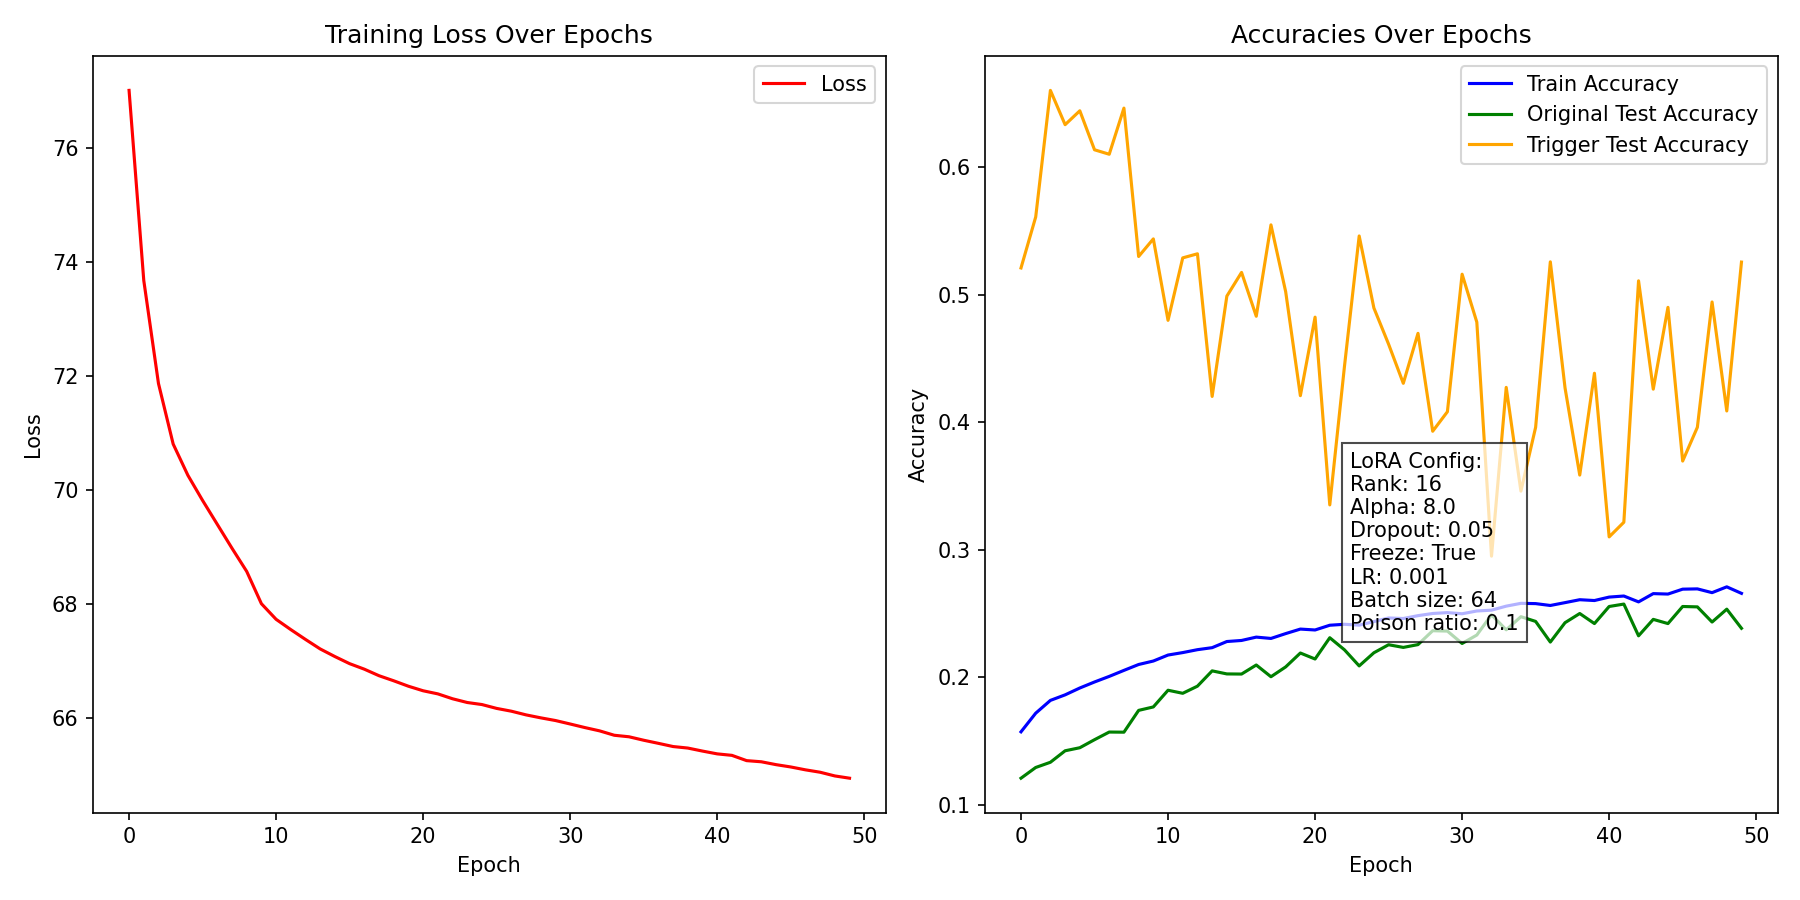 Training Loss Over Epochs
Loss
76
74
72
70
68
66
Loss
0 10 20 30 40 50
Epoch
Accuracies Over Epochs
Train Accuracy
Original Test Accuracy
Trigger Test Accuracy
0.6
0.5
0.4
0.3
0.2
0.1
Accuracy
LoRA Config:
Rank: 16
Alpha: 8.0
Dropout: 0.05
Freeze: True
LR: 0.001
Batch size: 64
Poison ratio: 0.1
0 10 20 30 40 50
Epoch